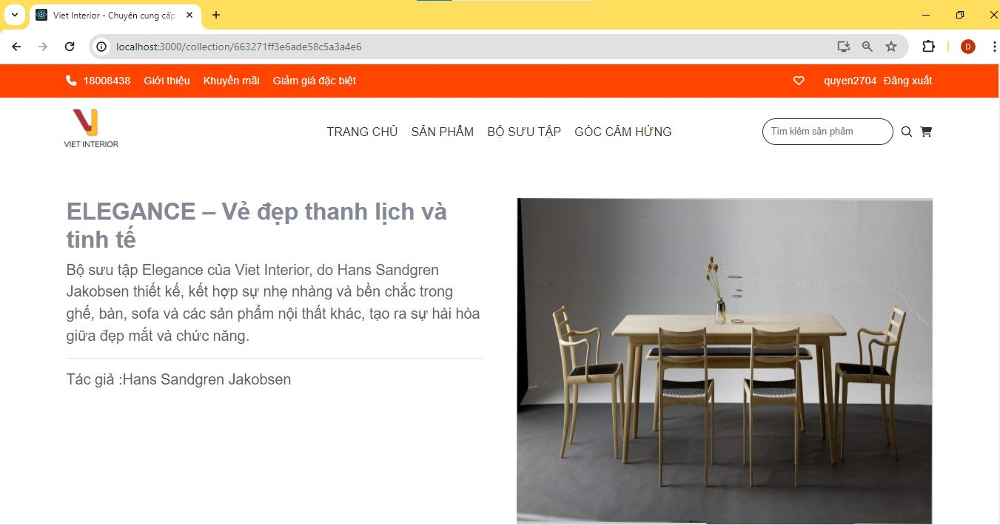 Viet Interior - Chuyên cung cấp
localhost:3000/collection/663271ff3e6ade58c5a3a4e6
D
18008438 Giới thiệu Khuyến mãi Giảm giá đặc biệt
quyen2704 Đăng xuất
VIET INTERIOR
TRANG CHỦ SẢN PHẨM BỘ SƯU TẬP GÓC CẢM HỨNG
Tìm kiếm sản phẩm
ELEGANCE – Vẻ đẹp thanh lịch và
tinh tế
Bộ sưu tập Elegance của Viet Interior, do Hans Sandgren
Jakobsen thiết kế, kết hợp sự nhẹ nhàng và bền chắc trong
ghế, bàn, sofa và các sản phẩm nội thất khác, tạo ra sự hài hòa
giữa đẹp mắt và chức năng.
Tác giả :Hans Sandgren Jakobsen